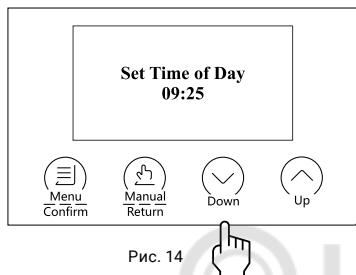 Set Time of Day
09:25
Menu
Confirm
Manual
Return
Down
Up
Рис. 14